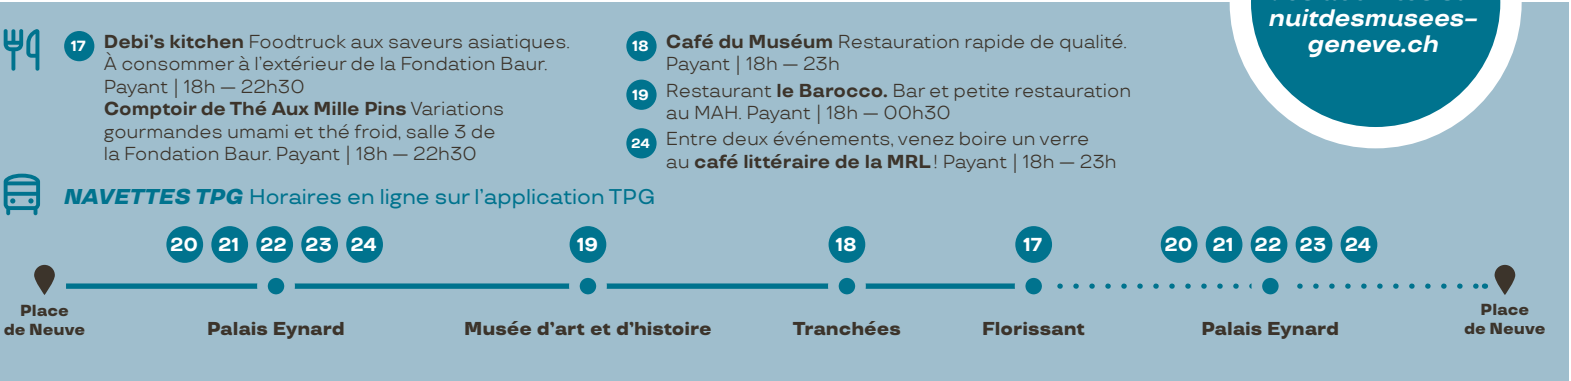 nuitdesmusees–
geneve.ch
17
Debi's kitchen Foodtruck aux saveurs asiatiques.
À consommer à l'extérieur de la Fondation Baur.
Payant | 18h — 22h30
Comptoir de Thé Aux Mille Pins Variations
gourmandes umami et thé froid, salle 3 de
la Fondation Baur. Payant | 18h — 22h30
18
Café du Muséum Restauration rapide de qualité.
Payant | 18h — 23h
19
Restaurant le Barocco. Bar et petite restauration
au MAH. Payant | 18h — 00h30
24
Entre deux événements, venez boire un verre
au café littéraire de la MRL! Payant | 18h — 23h
NAVETTES TPG Horaires en ligne sur l'application TPG
20 21 22 23 24 19 18 17 20 21 22 23 24
Place
de Neuve
Palais Eynard
Musée d'art et d'histoire
Tranchées
Florissant
Palais Eynard
Place
de Neuve